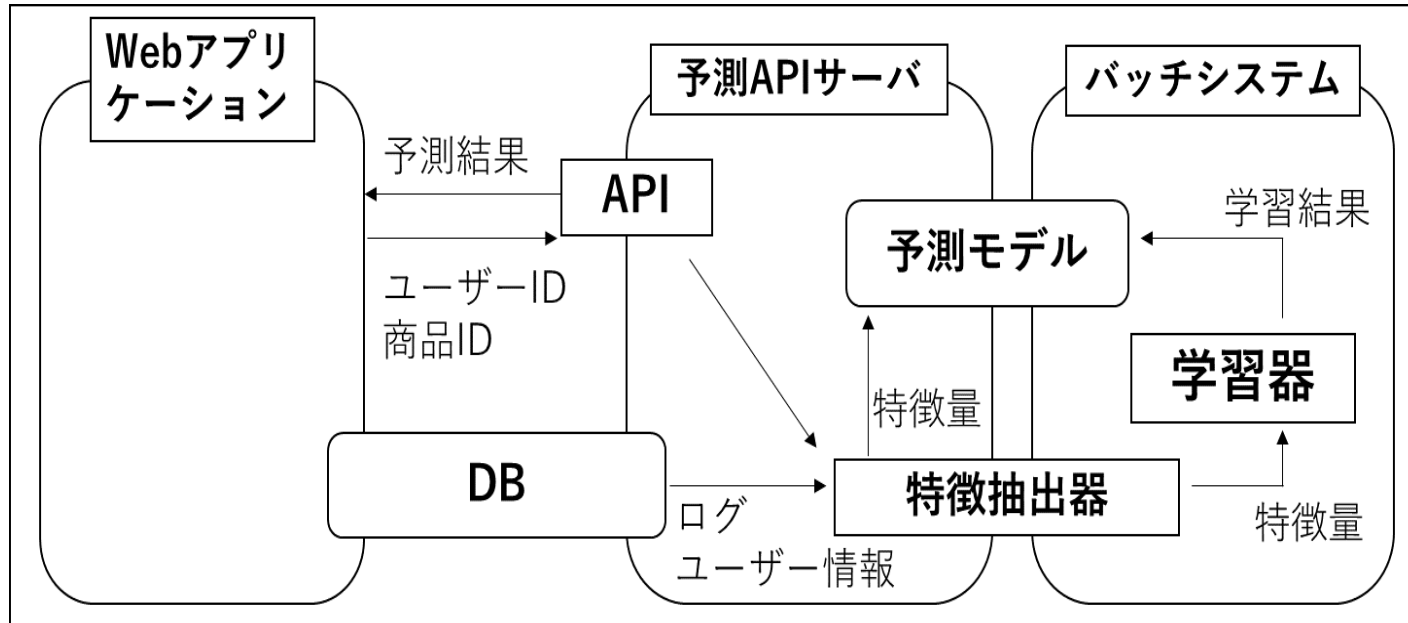 Webアプリ
ケーション
予測APIサーバ
バッチシステム
予測結果
API
ユーザーID
商品ID
予測モデル
学習結果
学習器
特徴量
DB
ログ
ユーザー情報
特徴抽出器
特徴量